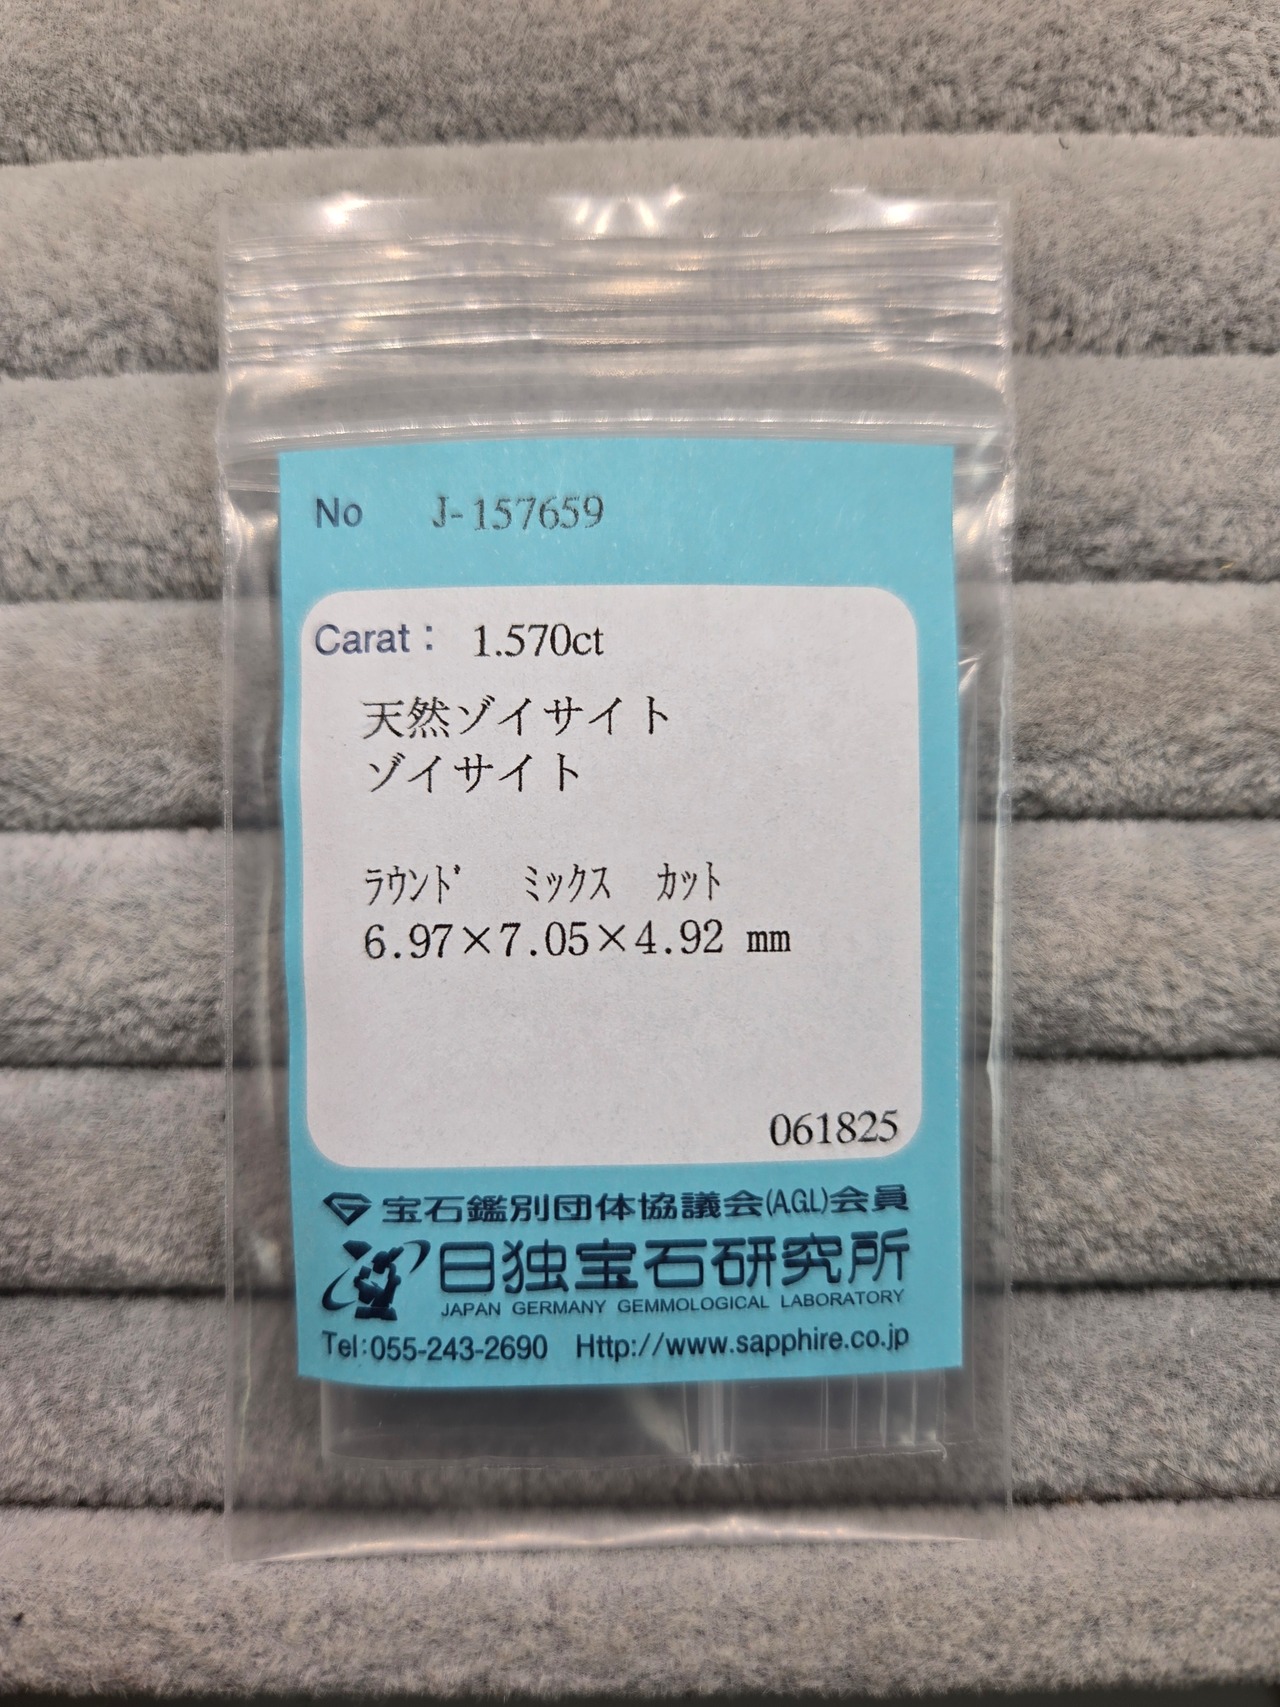 No J-157659
Carat: 1.570ct
天然ゾイサイト
ゾイサイト
ﾗｳﾝﾄﾞ ﾐｯｸｽ ｶｯﾄ
6.97×7.05×4.92 mm
061825
宝石鑑別団体協議会(A.G.L)会員
日独宝石研究所
JAPAN GERMANY GEMMOLOGICAL LABORATORY
Tel:055-243-2690 Http://www.sapphire.co.jp